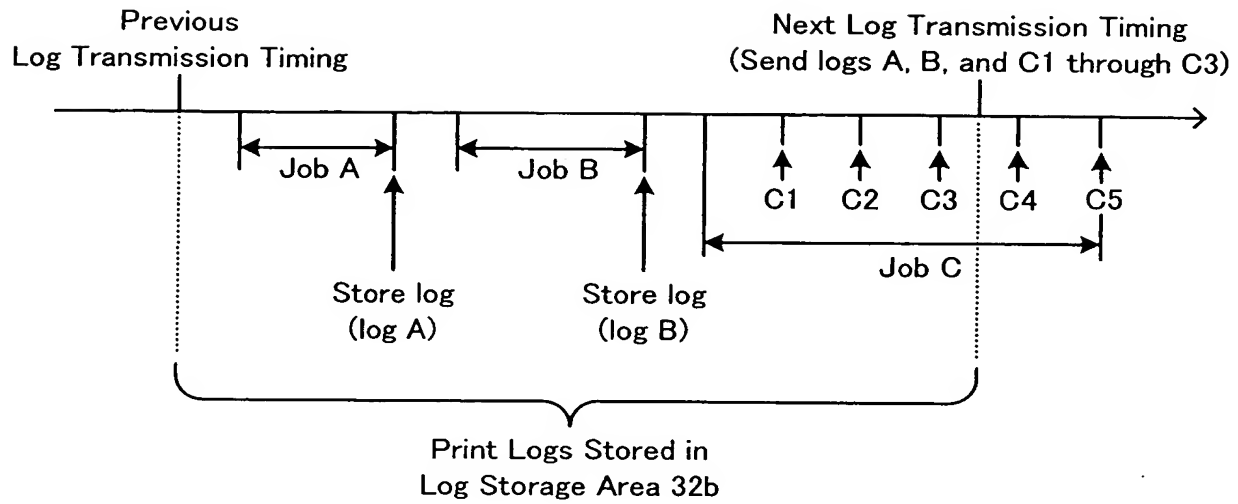 Previous
Log Transmission Timing
Next Log Transmission Timing
(Send logs A, B, and C1 through C3)
Job A
Job B
C1
C2
C3
C4
C5
Job C
Store log
(log A)
Store log
(log B)
Print Logs Stored in
Log Storage Area 32b